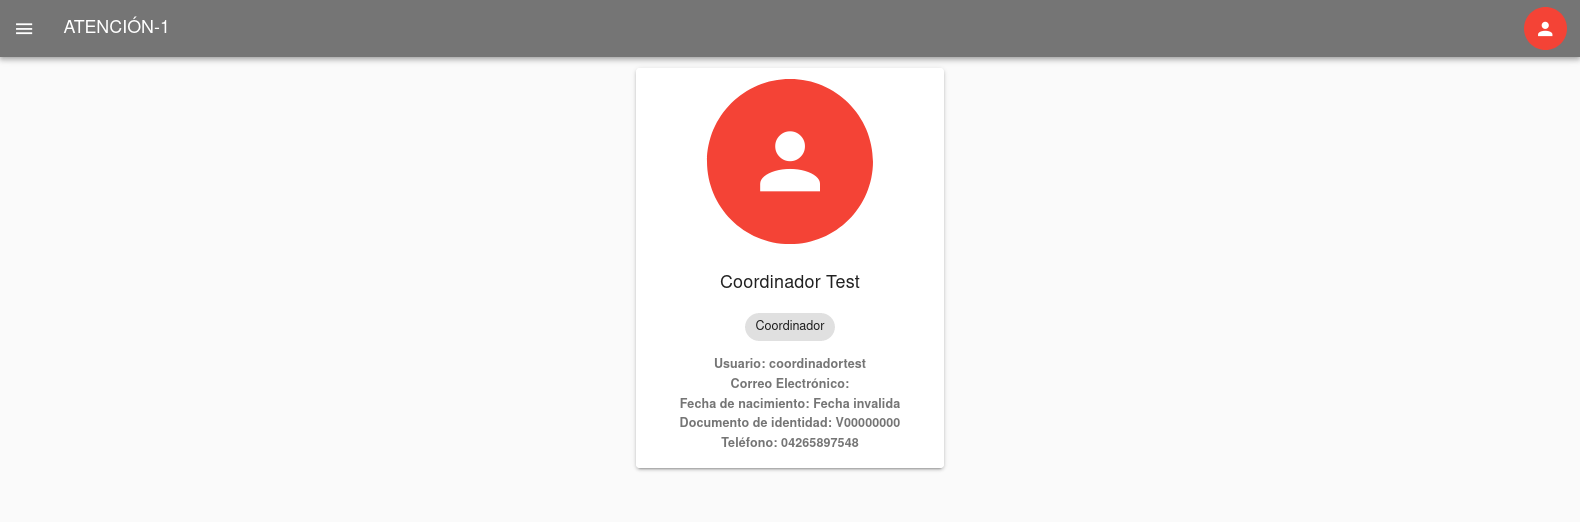 ATENCIÓN-1
Coordinador Test
Coordinador
Usuario: coordinadortest
Correo Electrónico:
Fecha de nacimiento: Fecha invalida
Documento de identidad: V00000000
Teléfono: 04265897548